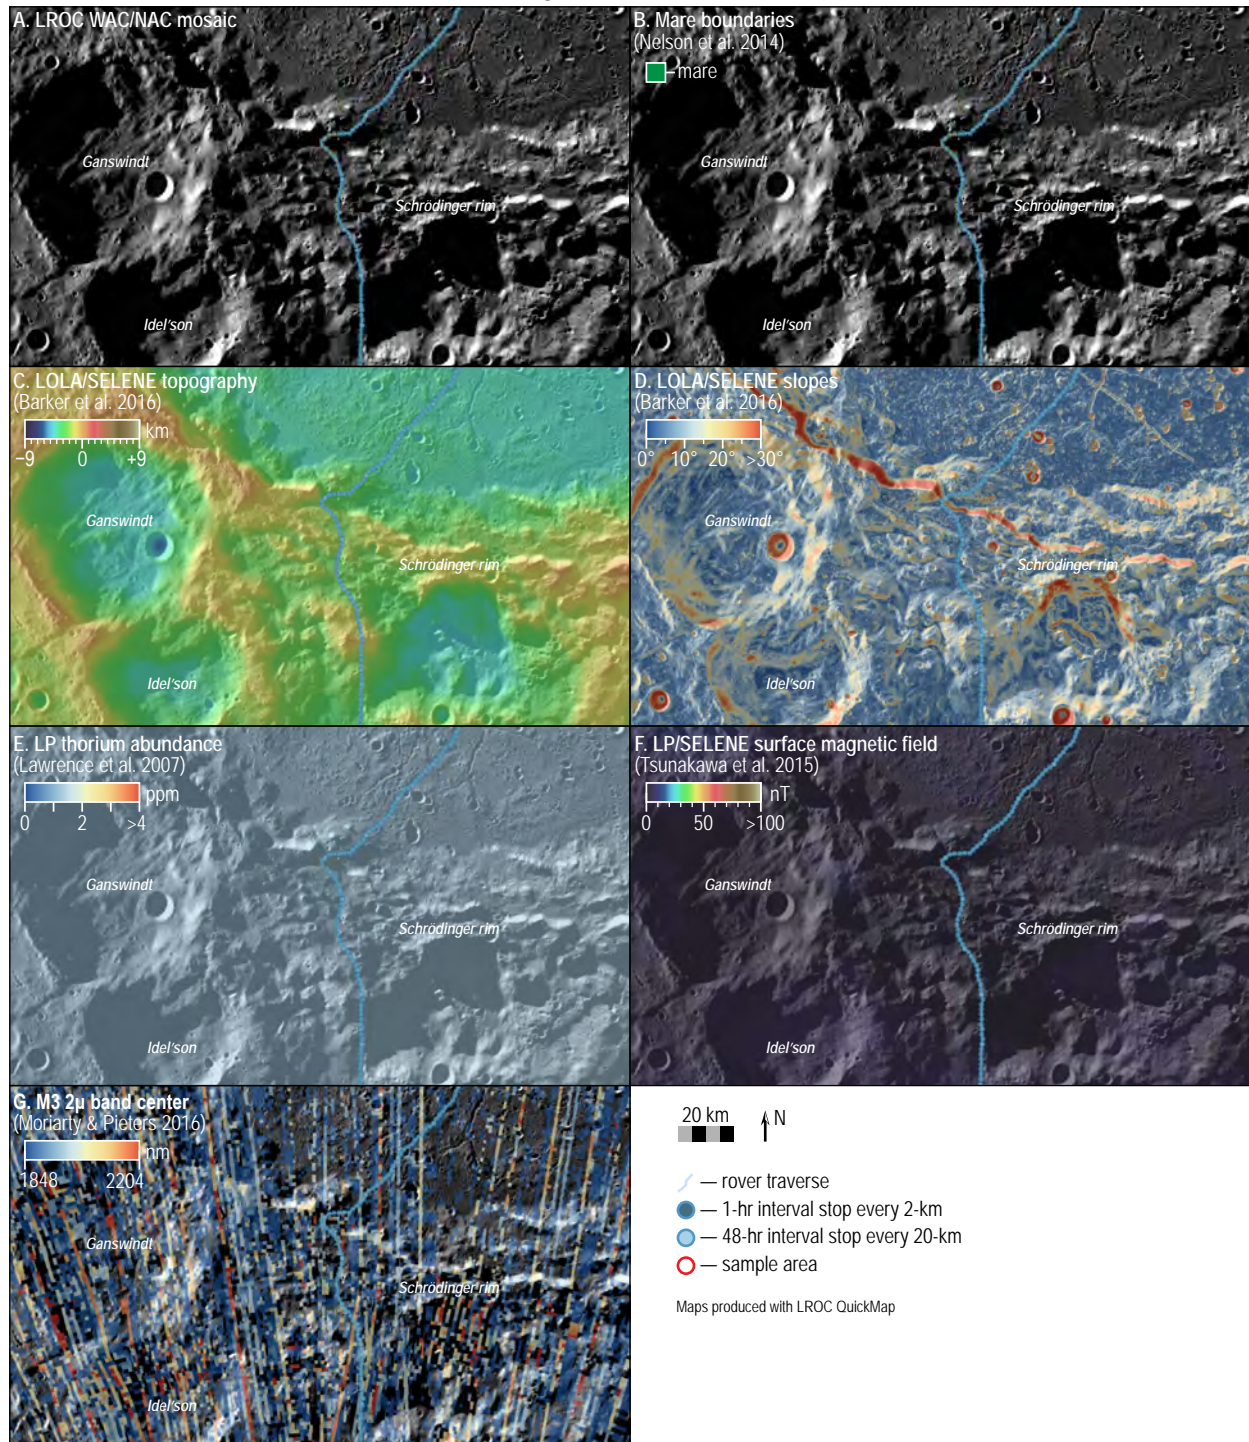 A. LROC WAC/NAC mosaic
Ganswindt
Schrödinger rim
Idel'son
B. Mare boundaries
(Nelson et al. 2014)
—mare
Ganswindt
Schrödinger rim
Idel'son
C. LOLA/SELENE topography
(Barker et al. 2016)
km
−9 0 +9
Ganswindt
Schrödinger rim
Idel'son
D. LOLA/SELENE slopes
(Barker et al. 2016)
0° 10° 20° >30°
Ganswindt
Schrödinger rim
Idel'son
E. LP thorium abundance
(Lawrence et al. 2007)
ppm
0 2 >4
Ganswindt
Schrödinger rim
Idel'son
F. LP/SELENE surface magnetic field
(Tsunakawa et al. 2015)
nT
0 50 >100
Ganswindt
Schrödinger rim
Idel'son
G. M3 2μ band center
(Moriarty & Pieters 2016)
nm
1848 2204
Ganswindt
Schrödinger rim
Idel'son
20 km N
— rover traverse
— 1-hr interval stop every 2-km
— 48-hr interval stop every 20-km
— sample area
Maps produced with LROC QuickMap